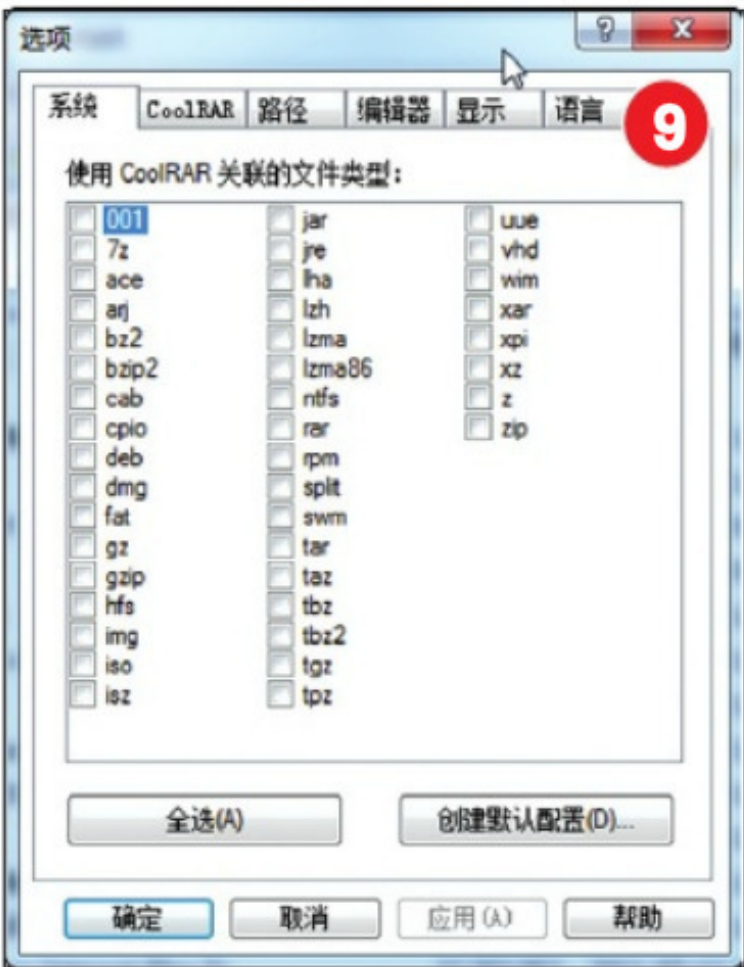 选项
系统 CoolRAR 路径 编辑器 显示 语言
9
使用 CoolRAR 关联的文件类型：
001 jar uue
7z jre vhd
ace lha wim
arj lzh xar
bz2 lzma xpi
bzip2 lzma86 xz
cab ntfs z
cpio rar zip
deb rpm
dmg split
fat swm
gz tar
gzip taz
hfs tbz
img tbz2
iso tgz
isz tpz
全选(A) 创建默认配置(D)...
确定 取消 应用(A) 帮助